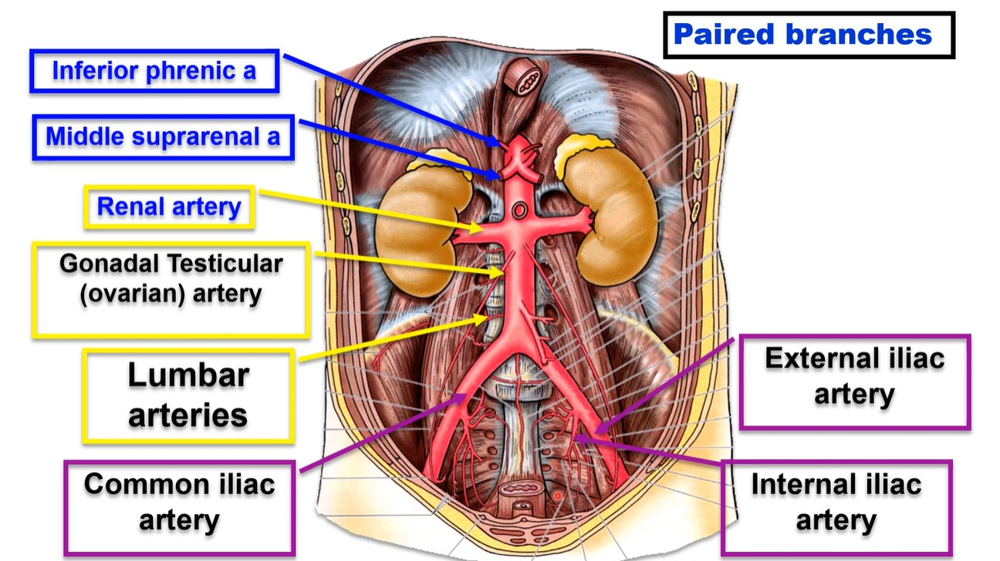 Paired branches
Inferior phrenic a
Middle suprarenal a
Renal artery
Gonadal Testicular
(ovarian) artery
Lumbar
arteries
Common iliac
artery
External iliac
artery
Internal iliac
artery